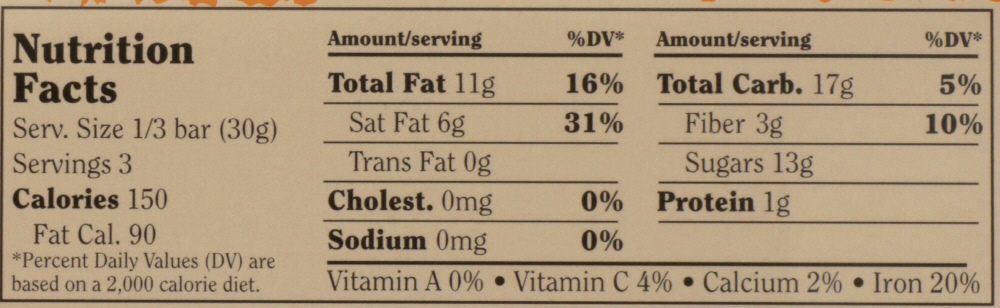 Nutrition
Facts
Serv. Size 1/3 bar (30g)
Servings 3
Calories 150
Fat Cal. 90
*Percent Daily Values (DV) are
based on a 2,000 calorie diet.
Amount/serving %DV*
Total Fat 11g 16%
Sat Fat 6g 31%
Trans Fat 0g
Cholest. 0mg 0%
Sodium 0mg 0%
Amount/serving %DV*
Total Carb. 17g 5%
Fiber 3g 10%
Sugars 13g
Protein 1g
Vitamin A 0% • Vitamin C 4% • Calcium 2% • Iron 20%